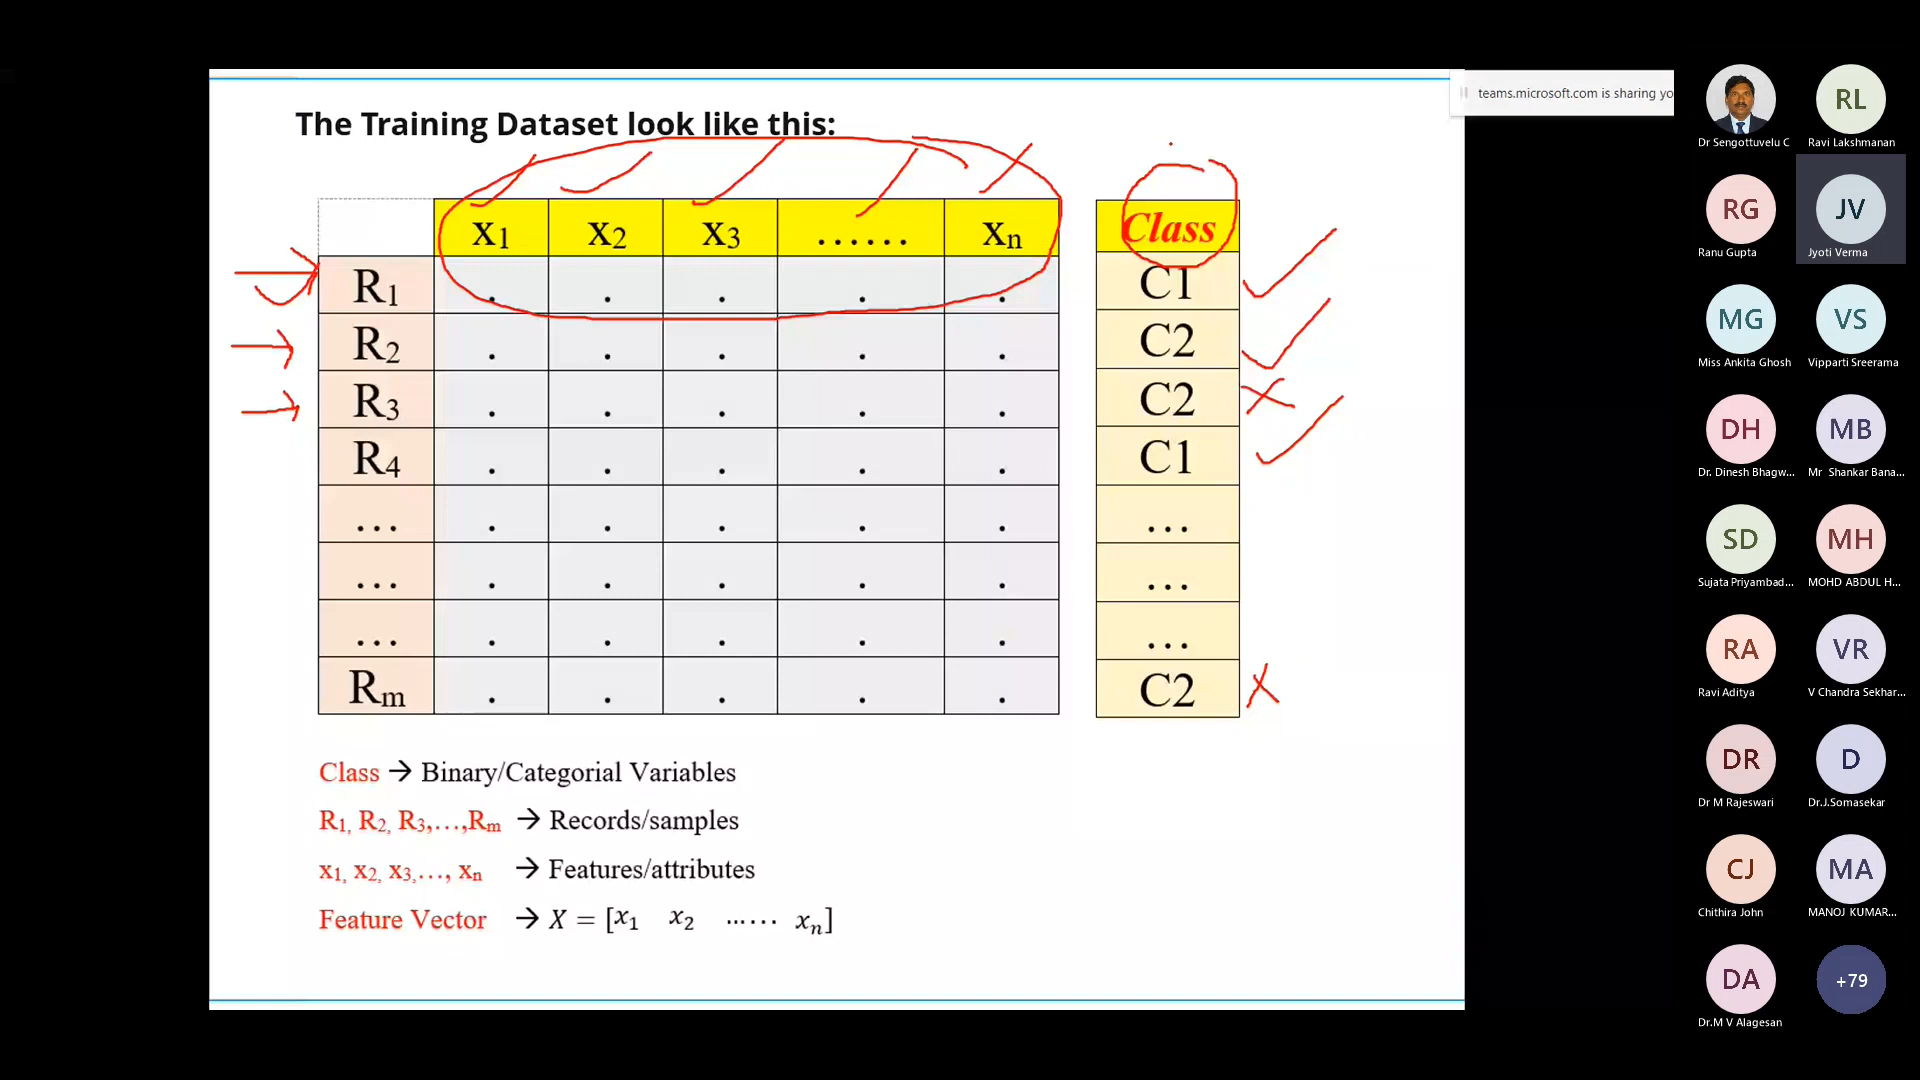 The Training Dataset look like this:
teams.microsoft.com is sharing yo
x1 x2 x3 ...... xn Class
R1 . . . . . C1
R2 . . . . . C2
R3 . . . . . C2
R4 . . . . . C1
... . . . . . ...
... . . . . . ...
... . . . . . ...
Rm . . . . . C2
Class → Binary/Categorial Variables
R1, R2, R3,…,Rm → Records/samples
x1, x2, x3,…, xn → Features/attributes
Feature Vector → X = [x1 x2 …… xn]
Dr Sengottuvelu C
RL
Ravi Lakshmanan
RG
Ranu Gupta
JV
Jyoti Verma
MG
Miss Ankita Ghosh
VS
Vipparti Sreerama
DH
Dr. Dinesh Bhagw...
MB
Mr Shankar Bana...
SD
Sujata Priyambad...
MH
MOHD ABDUL H...
RA
Ravi Aditya
VR
V Chandra Sekhar...
DR
Dr M Rajeswari
D
Dr.J.Somasekar
CJ
Chithira John
MA
MANOJ KUMAR...
DA
Dr.M V Alagesan
+79